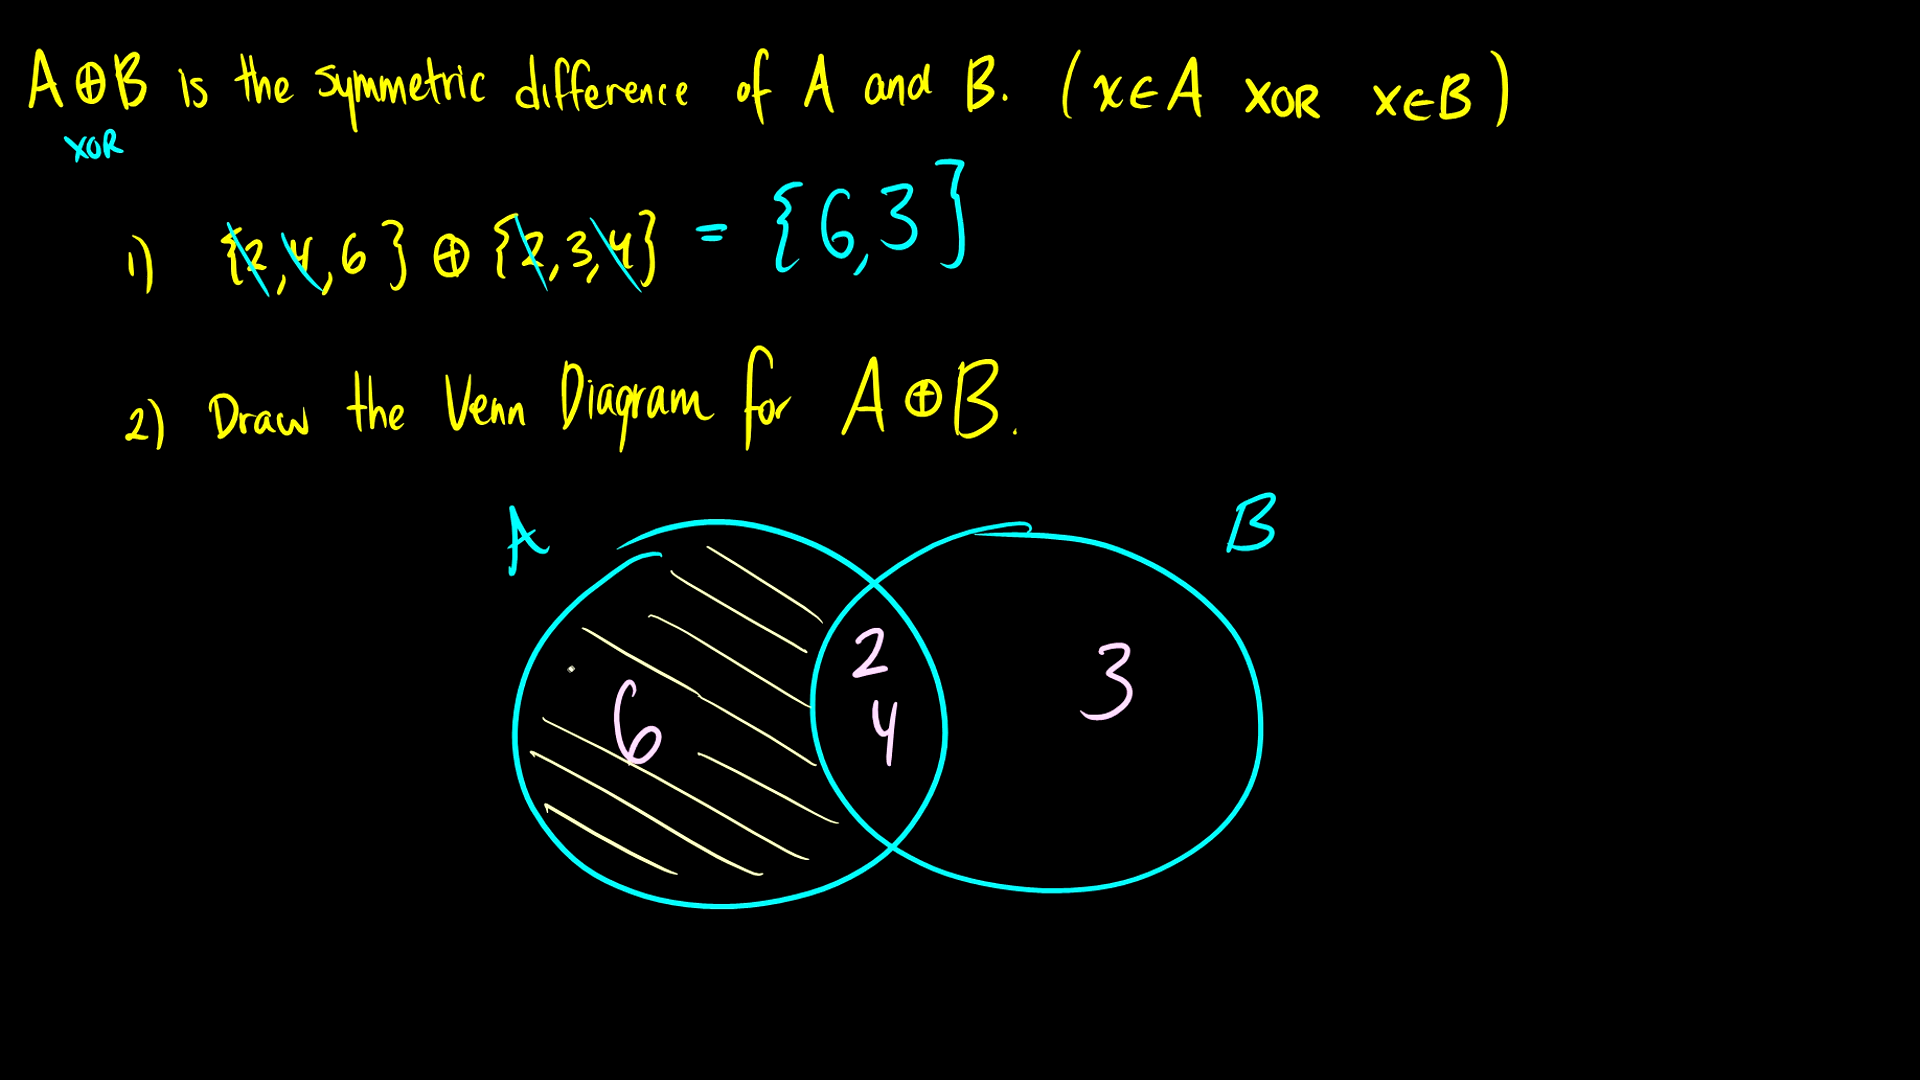 A ⊕ B is the symmetric difference of A and B. (x ∈ A XOR x ∈ B)
XOR
1) {2, 4, 6} ⊕ {2, 3, 4} = {6, 3}
2) Draw the Venn Diagram for A ⊕ B.
A B
2
6 4 3